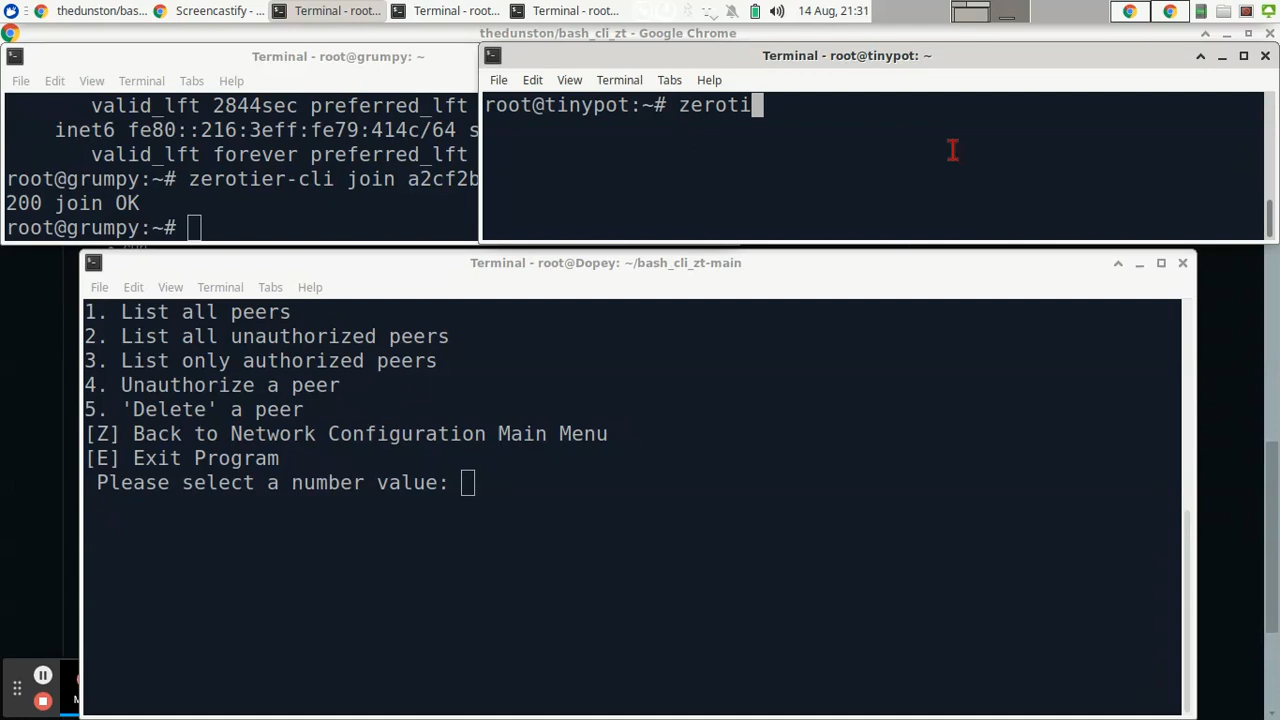 thedunston/bas...
Screencastify - ...
Terminal - root...
Terminal - root...
Terminal - root...
14 Aug, 21:31
thedunston/bash_cli_zt - Google Chrome
Terminal - root@grumpy: ~
File Edit View Terminal Tabs Help
valid_lft 2844sec preferred_lft
inet6 fe80::216:3eff:fe79:414c/64 s
valid_lft forever preferred_lft
root@grumpy:~# zerotier-cli join a2cf2b
200 join OK
root@grumpy:~#
Terminal - root@tinypot: ~
File Edit View Terminal Tabs Help
root@tinypot:~# zeroti
Terminal - root@Dopey: ~/bash_cli_zt-main
File Edit View Terminal Tabs Help
1. List all peers
2. List all unauthorized peers
3. List only authorized peers
4. Unauthorize a peer
5. 'Delete' a peer
[Z] Back to Network Configuration Main Menu
[E] Exit Program
Please select a number value: